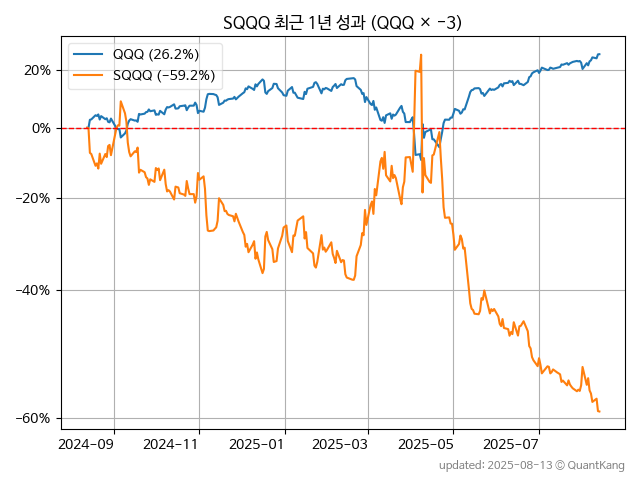 SQQQ 최근 1년 성과 (QQQ × −3)
QQQ (26.2%)
SQQQ (−59.2%)
20%
0%
−20%
−40%
−60%
2024-09 2024-11 2025-01 2025-03 2025-05 2025-07
updated: 2025-08-13 ⓒ QuantKang